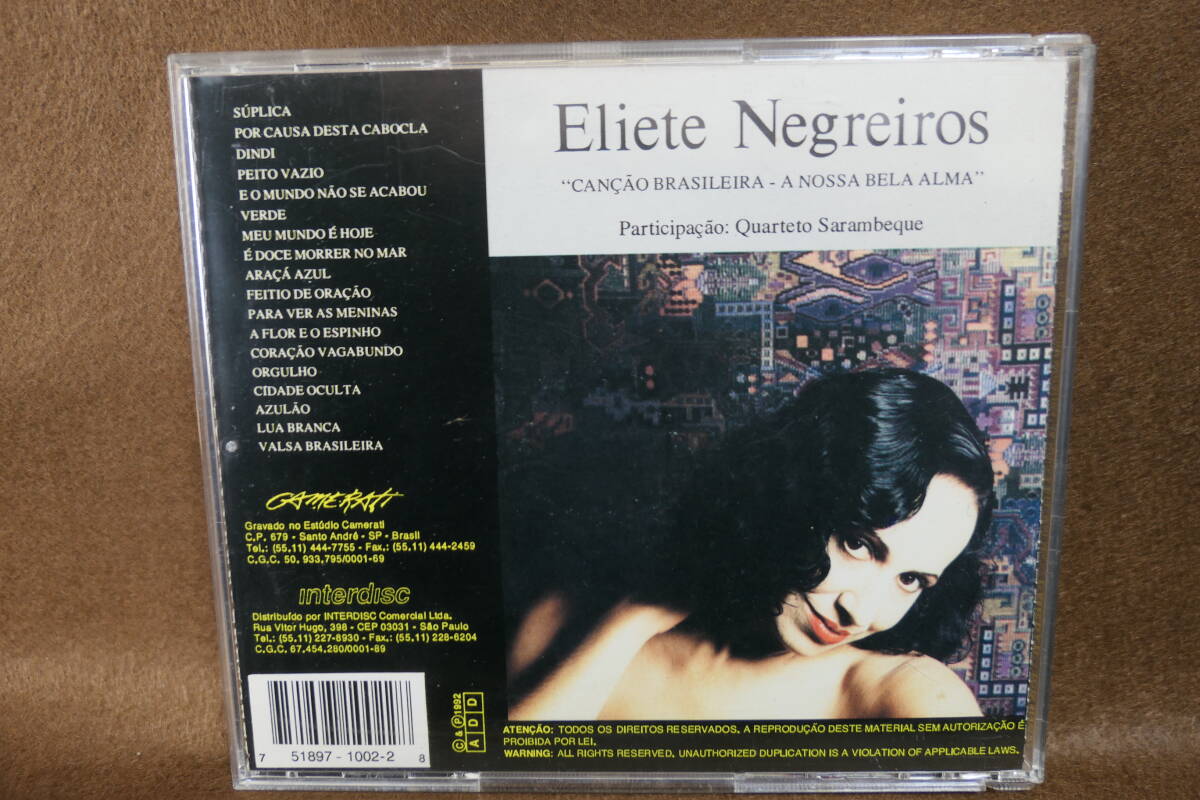 SÚPLICA
POR CAUSA DESTA CABOCLA
DINDI
PEITO VAZIO
E O MUNDO NÃO SE ACABOU
VERDE
MEU MUNDO É HOJE
É DOCE MORRER NO MAR
ARAÇÁ AZUL
FEITIO DE ORAÇÃO
PARA VER AS MENINAS
A FLOR E O ESPINHO
CORAÇÃO VAGABUNDO
ORGULHO
CIDADE OCULTA
AZULÃO
LUA BRANCA
VALSA BRASILEIRA
CAMERATI
Gravado no Estúdio Camerati
C.P. 679 - Santo André - SP - Brasil
Tel.: (55.11) 444-7755 - Fax.: (55.11) 444-2459
C.G.C. 50. 933,795/0001-69
interdisc
Distribuído por INTERDISC Comercial Ltda.
Rua Vitor Hugo, 398 - CEP 03031 - São Paulo
Tel.: (55.11) 227-8930 - Fax.: (55.11) 228-6204
C.G.C. 67.454.280/0001-89
7 51897 - 1002-2 8
© & ℗ 1992
A D D
Eliete Negreiros
“CANÇÃO BRASILEIRA - A NOSSA BELA ALMA”
Participação: Quarteto Sarambeque
ATENÇÃO: TODOS OS DIREITOS RESERVADOS. A REPRODUÇÃO DESTE MATERIAL SEM AUTORIZAÇÃO É
PROIBIDA POR LEI.
WARNING: ALL RIGHTS RESERVED. UNAUTHORIZED DUPLICATION IS A VIOLATION OF APPLICABLE LAWS.